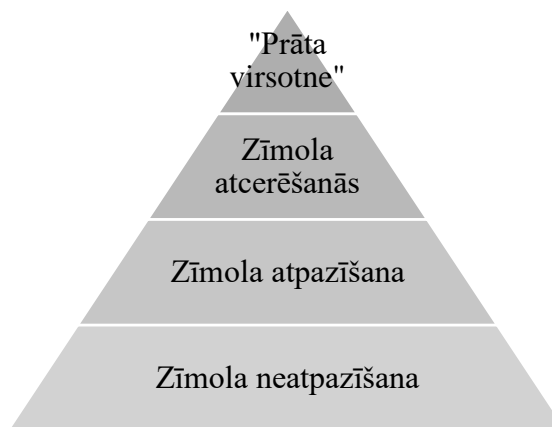 "Prāta
virsotne"
Zīmola
atcerēšanās
Zīmola atpazīšana
Zīmola neatpazīšana